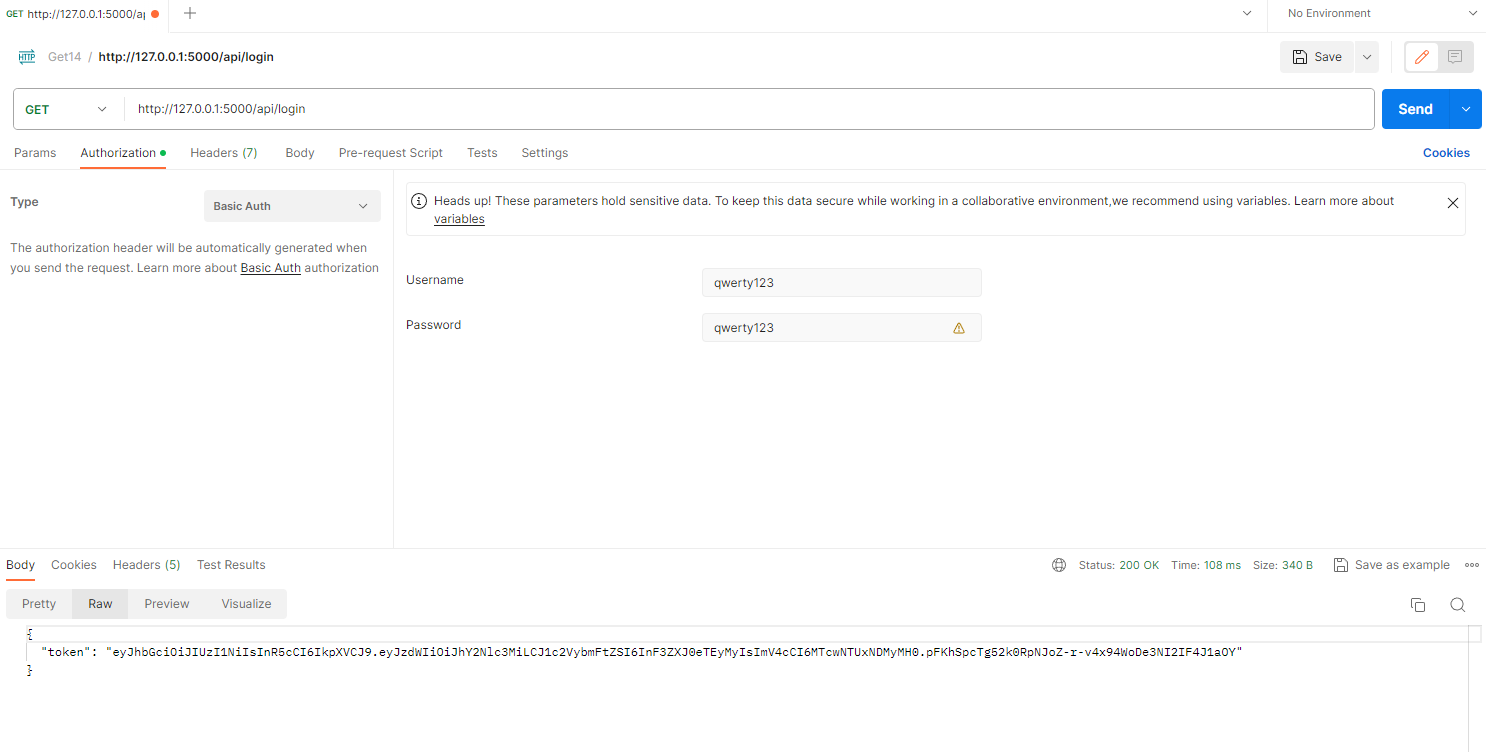 GET http://127.0.0.1:5000/ap
No Environment
HTTP
Get14 / http://127.0.0.1:5000/api/login
Save
GET
http://127.0.0.1:5000/api/login
Send
Params Authorization Headers (7) Body Pre-request Script Tests Settings
Cookies
Type
Basic Auth
The authorization header will be automatically generated when
you send the request. Learn more about Basic Auth authorization
Heads up! These parameters hold sensitive data. To keep this data secure while working in a collaborative environment,we recommend using variables. Learn more about
variables
Username
qwerty123
Password
qwerty123
Body Cookies Headers (5) Test Results
Status: 200 OK Time: 108 ms Size: 340 B
Save as example
Pretty Raw Preview Visualize
{
"token": "eyJhbGciOiJIUzI1NiIsInR5cCI6IkpXVCJ9.eyJzdWIiOiJhY2Nlc3MiLCJ1c2VybmFtZSI6InF3ZXJ0eTEyMyIsImV4cCI6MTcwNTUxNDMyMH0.pFKhSpcTg52k0RpNJoZ-r-v4x94WoDe3NI2IF4J1aOY"
}